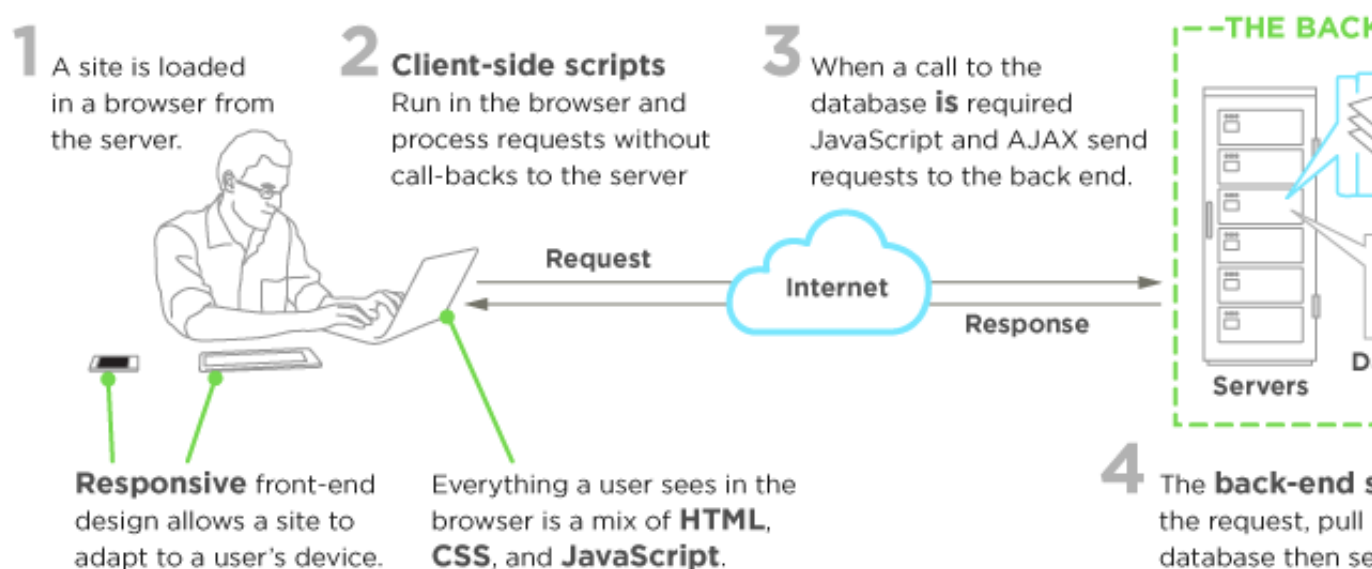 1
A site is loaded
in a browser from
the server.
2
Client-side scripts
Run in the browser and
process requests without
call-backs to the server
3
When a call to the
database is required
JavaScript and AJAX send
requests to the back end.
THE BACK
Request
Internet
Response
Servers
Responsive front-end
design allows a site to
adapt to a user's device.
Everything a user sees in the
browser is a mix of HTML,
CSS, and JavaScript.
4
The back-end
the request, pull
database then